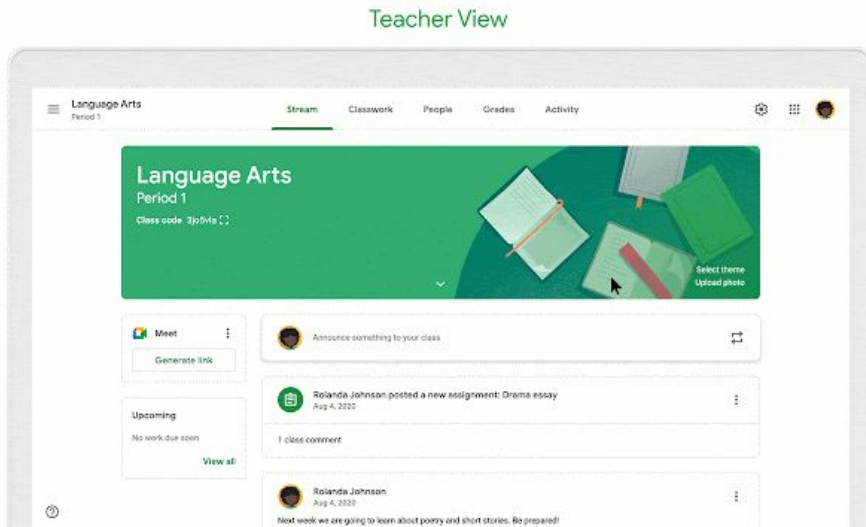 Teacher View
Language Arts
Period 1
Stream Classwork People Grades Activity
Language Arts
Period 1
Class code 3jo5vla
Select theme
Upload photo
Meet
Generate link
Announce something to your class
Rolanda Johnson posted a new assignment: Drama essay
Aug 4, 2020
1 class comment
Upcoming
No work due soon
View all
Rolanda Johnson
Aug 4, 2020
Next week we are going to learn about poetry and short stories. Be prepared!